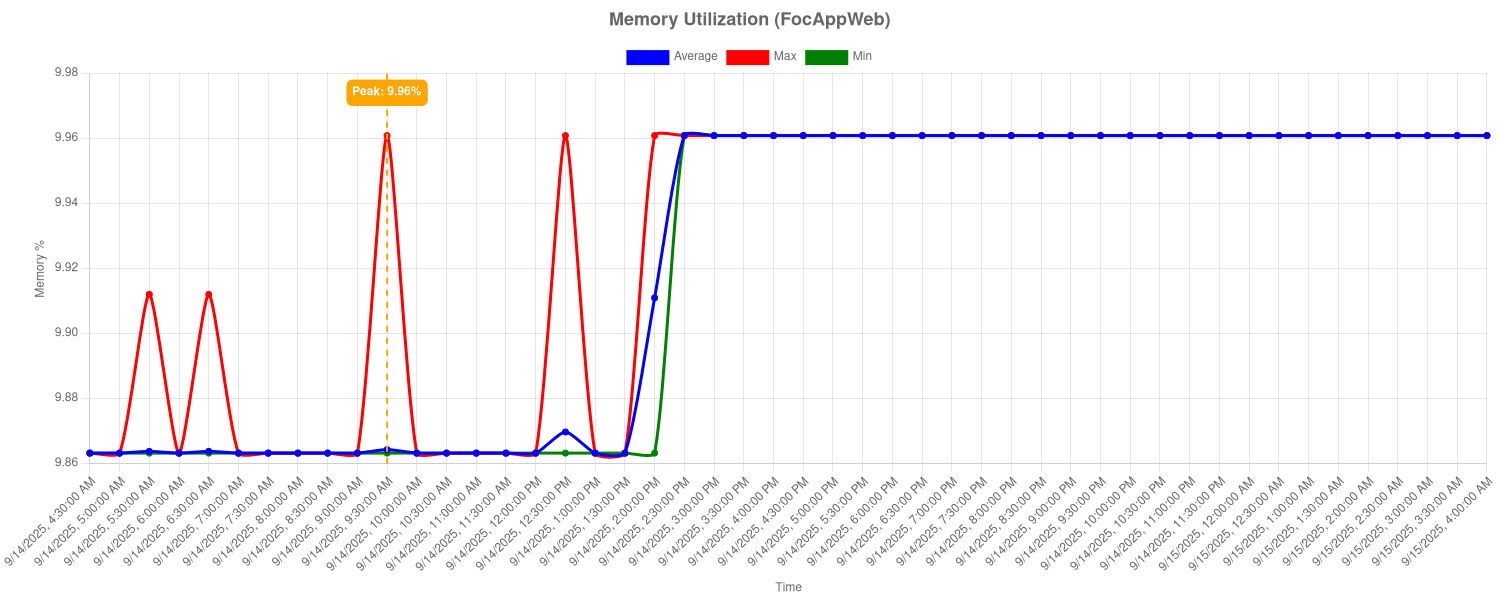 Memory Utilization (FocAppWeb)
Average Max Min
9.98
Peak: 9.96%
9.96
9.94
9.92
9.90
9.88
9.86
Memory %
9/14/2025, 4:30:00 AM
9/14/2025, 5:00:00 AM
9/14/2025, 5:30:00 AM
9/14/2025, 6:00:00 AM
9/14/2025, 6:30:00 AM
9/14/2025, 7:00:00 AM
9/14/2025, 7:30:00 AM
9/14/2025, 8:00:00 AM
9/14/2025, 8:30:00 AM
9/14/2025, 9:00:00 AM
9/14/2025, 9:30:00 AM
9/14/2025, 10:00:00 AM
9/14/2025, 10:30:00 AM
9/14/2025, 11:00:00 AM
9/14/2025, 11:30:00 AM
9/14/2025, 12:00:00 PM
9/14/2025, 12:30:00 PM
9/14/2025, 1:00:00 PM
9/14/2025, 1:30:00 PM
9/14/2025, 2:00:00 PM
9/14/2025, 2:30:00 PM
9/14/2025, 3:00:00 PM
9/14/2025, 3:30:00 PM
9/14/2025, 4:00:00 PM
9/14/2025, 4:30:00 PM
9/14/2025, 5:00:00 PM
9/14/2025, 5:30:00 PM
9/14/2025, 6:00:00 PM
9/14/2025, 6:30:00 PM
9/14/2025, 7:00:00 PM
9/14/2025, 7:30:00 PM
9/14/2025, 8:00:00 PM
9/14/2025, 8:30:00 PM
9/14/2025, 9:00:00 PM
9/14/2025, 9:30:00 PM
9/14/2025, 10:00:00 PM
9/14/2025, 10:30:00 PM
9/14/2025, 11:00:00 PM
9/14/2025, 11:30:00 PM
9/15/2025, 12:00:00 AM
9/15/2025, 12:30:00 AM
9/15/2025, 1:00:00 AM
9/15/2025, 1:30:00 AM
9/15/2025, 2:00:00 AM
9/15/2025, 2:30:00 AM
9/15/2025, 3:00:00 AM
9/15/2025, 3:30:00 AM
9/15/2025, 4:00:00 AM
Time